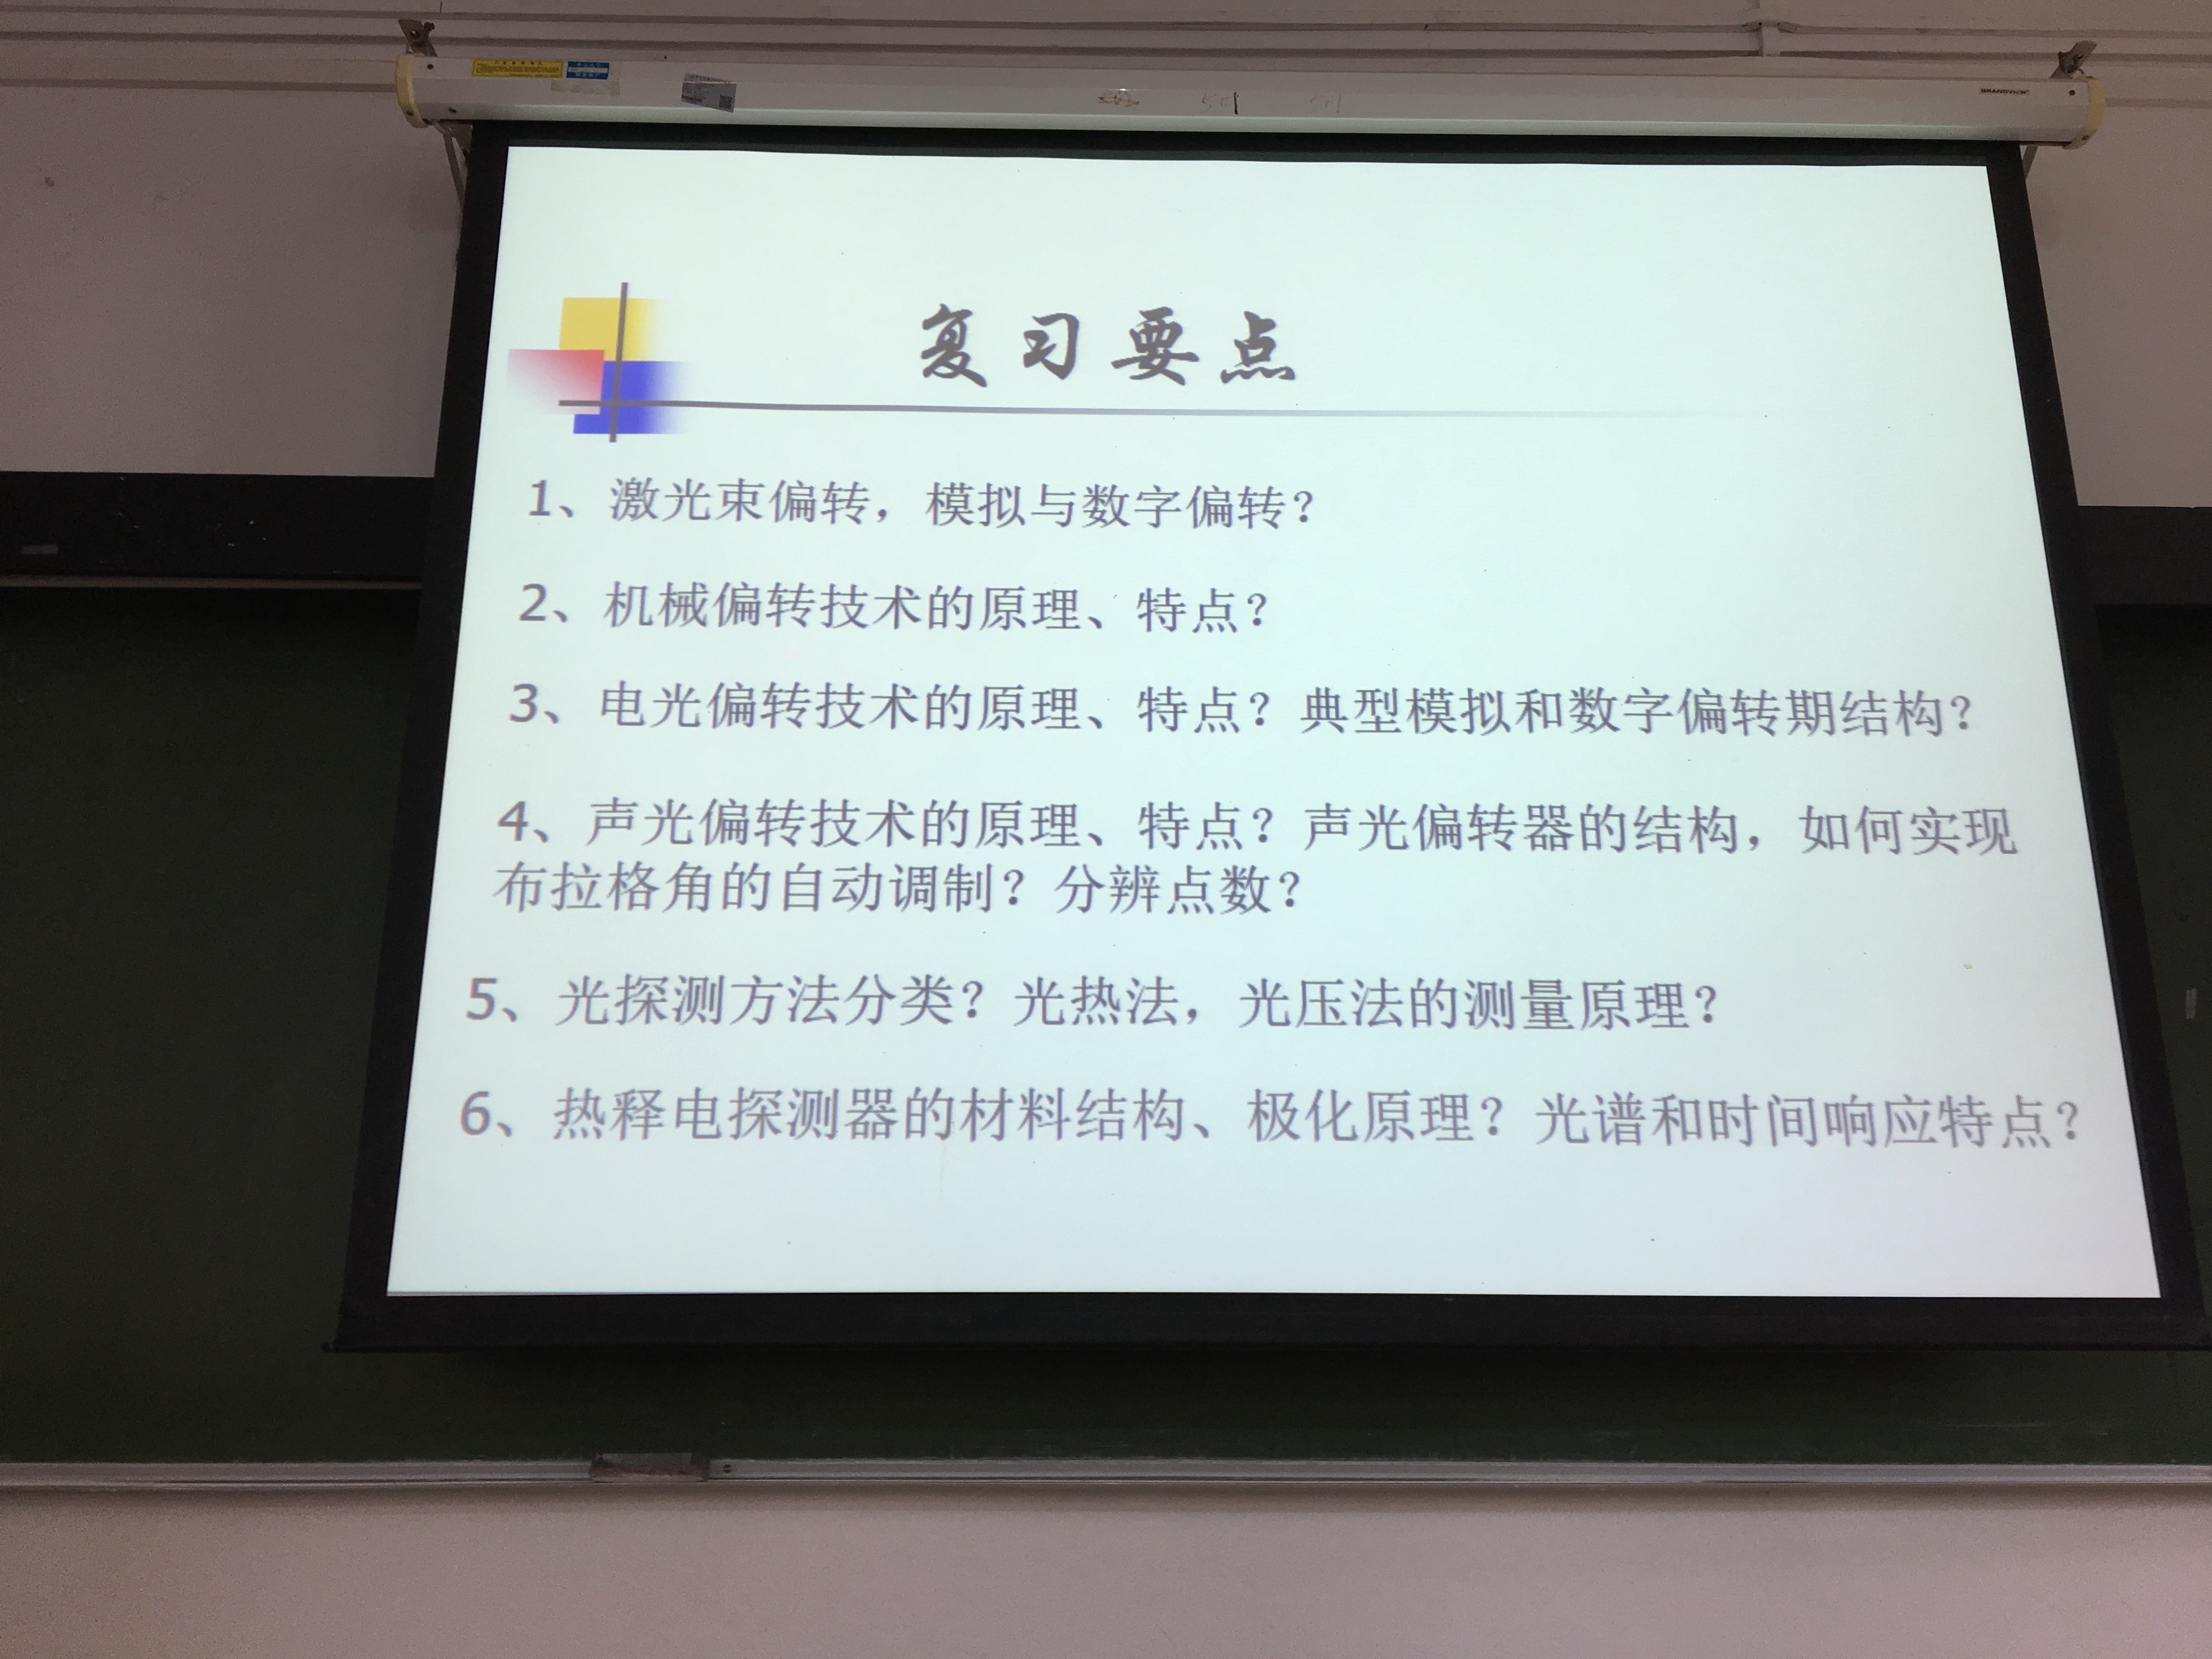 BRANDVIEW
复习要点
1、激光束偏转，模拟与数字偏转？
2、机械偏转技术的原理、特点？
3、电光偏转技术的原理、特点？典型模拟和数字偏转期结构？
4、声光偏转技术的原理、特点？声光偏转器的结构，如何实现
布拉格角的自动调制？分辨点数？
5、光探测方法分类？光热法，光压法的测量原理？
6、热释电探测器的材料结构、极化原理？光谱和时间响应特点？